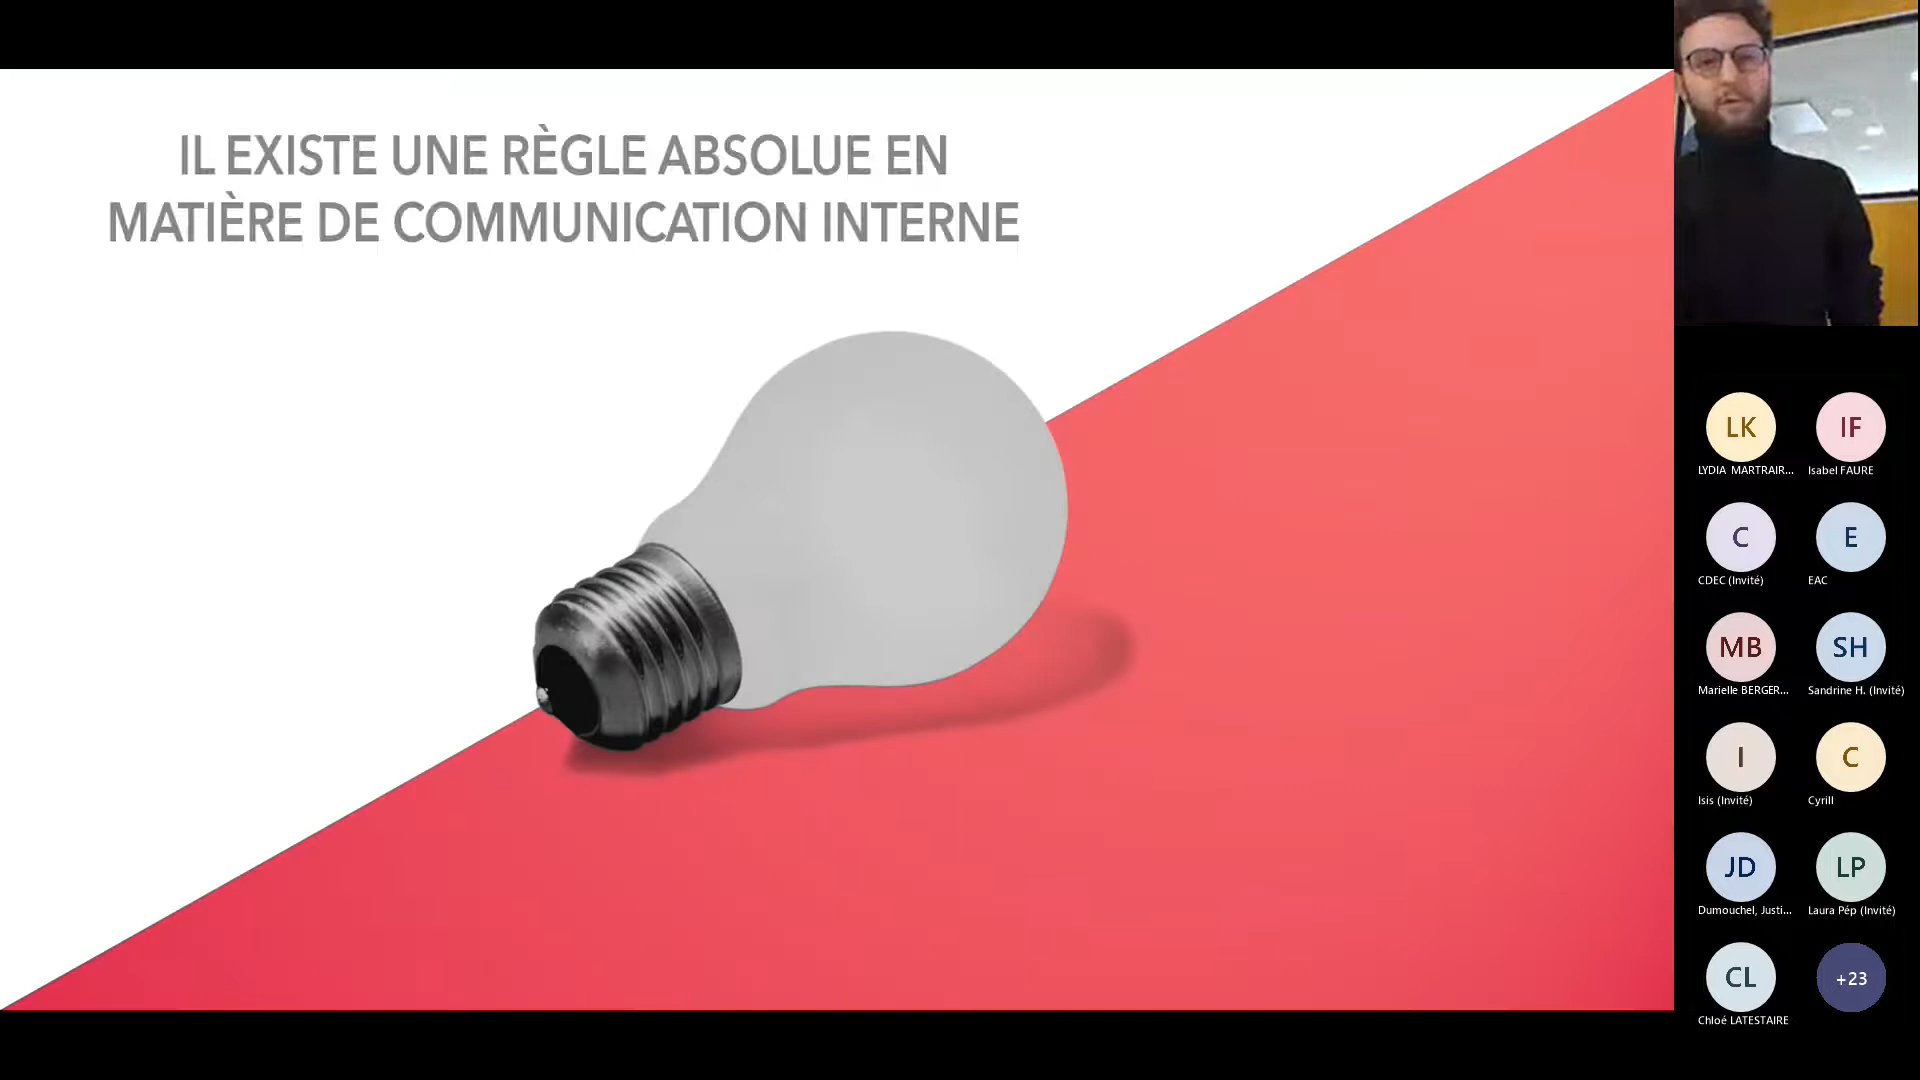 IL EXISTE UNE RÈGLE ABSOLUE EN
MATIÈRE DE COMMUNICATION INTERNE
LK
IF
LYDIA MARTRAIR...
Isabel FAURE
C
E
CDEC (Invité)
EAC
MB
SH
Marielle BERGER...
Sandrine H. (Invité)
I
C
Isis (Invité)
Cyrill
JD
LP
Dumouchel, Justi...
Laura Pép (Invité)
CL
+23
Chloé LATESTAIRE